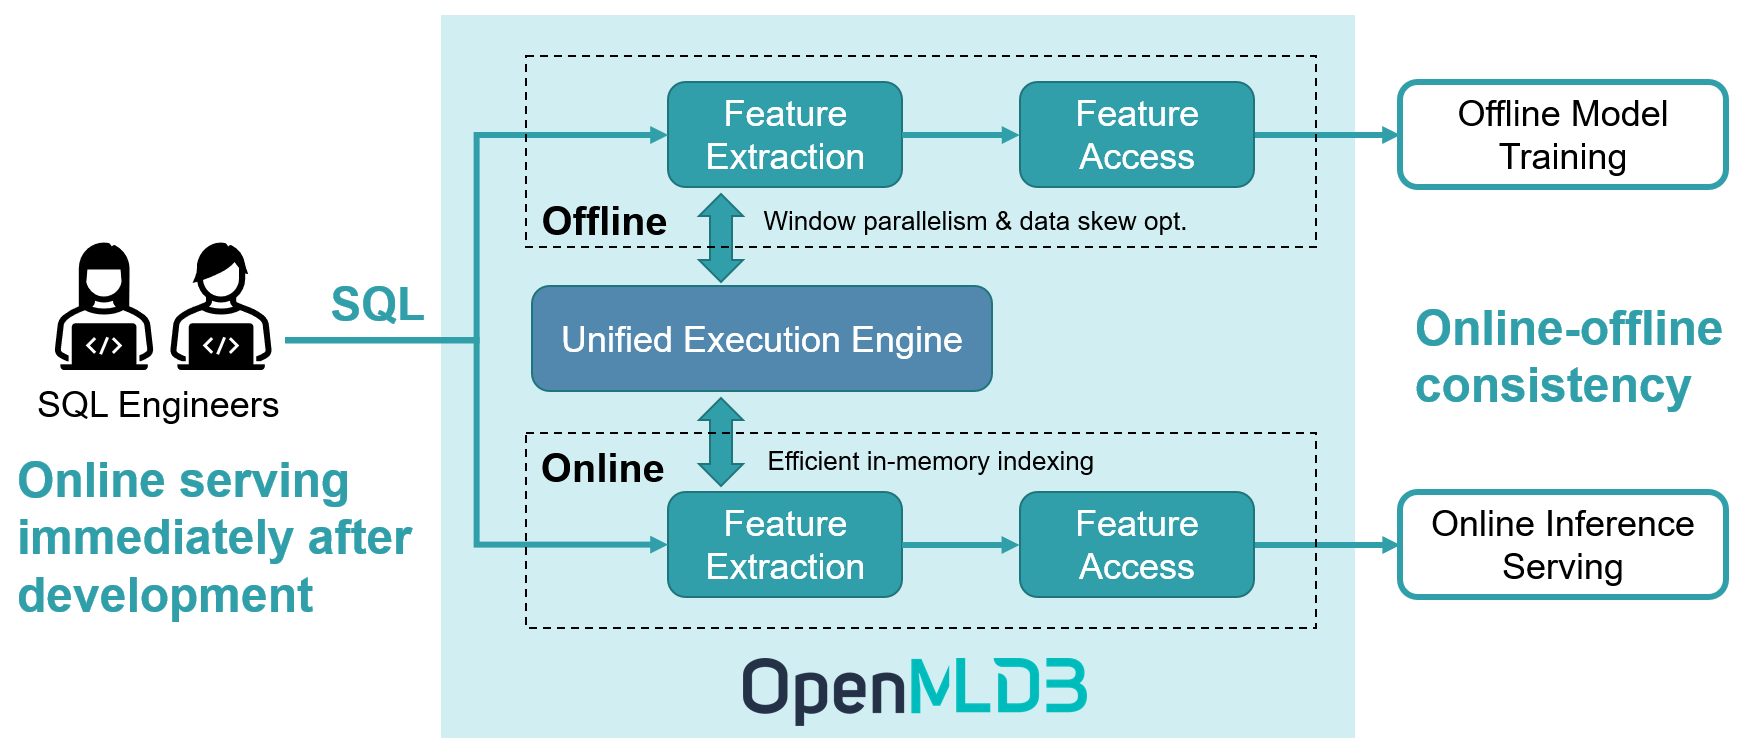 Feature
Extraction
Feature
Access
Offline Model
Training
Offline
Window parallelism & data skew opt.
SQL
Unified Execution Engine
SQL Engineers
Online-offline
consistency
Online serving
immediately after
development
Online
Efficient in-memory indexing
Feature
Extraction
Feature
Access
Online Inference
Serving
OpenMLDB